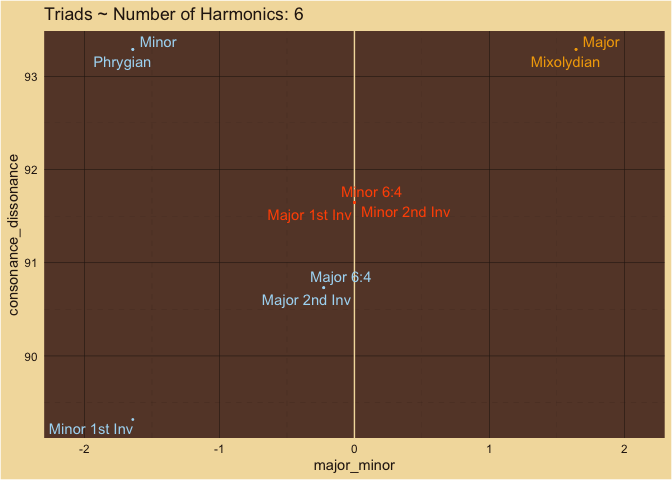 Triads ~ Number of Harmonics: 6
Minor
Major
Phrygian
Mixolydian
93
92
Minor 6:4
Major 1st Inv
Minor 2nd Inv
91
Major 6:4
Major 2nd Inv
90
Minor 1st Inv
consonance_dissonance
-2
-1
0
1
2
major_minor